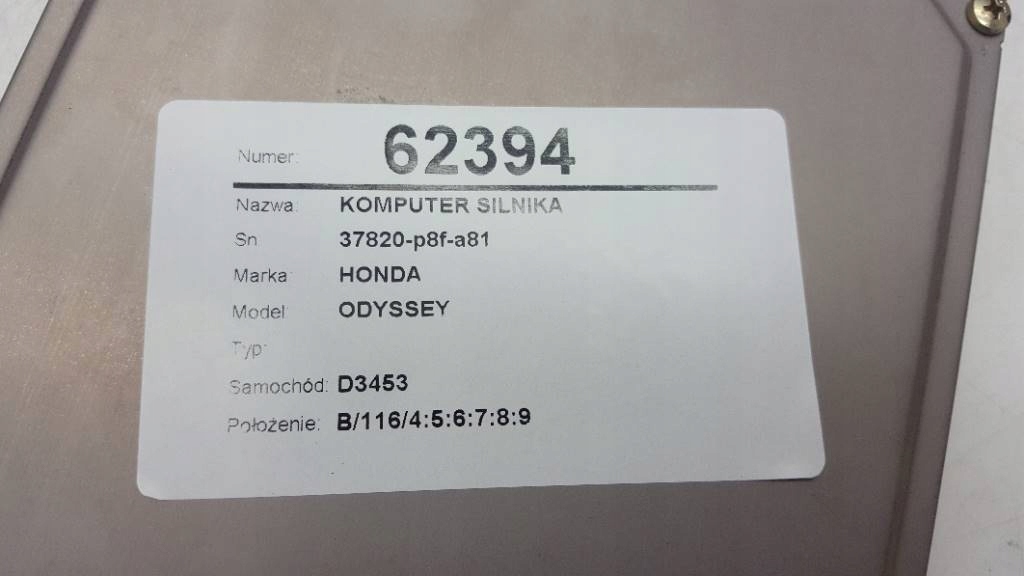 Numer: 62394
Nazwa: KOMPUTER SILNIKA
Sn 37820-p8f-a81
Marka HONDA
Model: ODYSSEY
Typ:
Samochód: D3453
Położenie: B/116/4:5:6:7:8:9